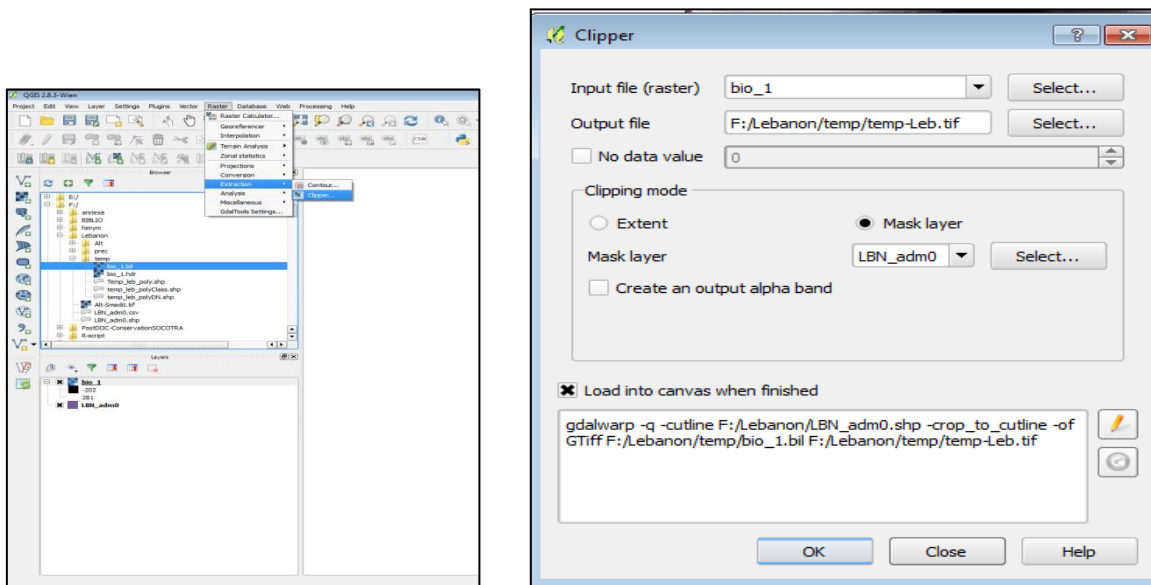 QGIS 2.8.3-Wien
Project Edit View Layer Settings Plugins Vector Raster Database Web Processing Help
Raster Calculator...
Georeferencer
Interpolation
Terrain Analysis
Zonal statistics
Projections
Conversion
Extraction
Analysis
Miscellaneous
GdalTools Settings...
Contour...
Clipper...
Browser
E:/
F:/
annexe
BIBLIO
himym
Lebanon
Alt
prec
temp
bio_1.bil
bio_1.hdr
Temp_leb_poly.shp
temp_leb_polyClass.shp
temp_leb_polyDN.shp
Alt-Smedit.tif
LBN_adm0.csv
LBN_adm0.shp
PostDOC-ConservationSOCOTRA
R-script
Layers
bio_1
-202
281
LBN_adm0
Clipper
Input file (raster) bio_1 Select...
Output file F:/Lebanon/temp/temp-Leb.tif Select...
No data value 0
Clipping mode
Extent Mask layer
Mask layer LBN_adm0 Select...
Create an output alpha band
Load into canvas when finished
gdalwarp -q -cutline F:/Lebanon/LBN_adm0.shp -crop_to_cutline -of
GTiff F:/Lebanon/temp/bio_1.bil F:/Lebanon/temp/temp-Leb.tif
OK Close Help